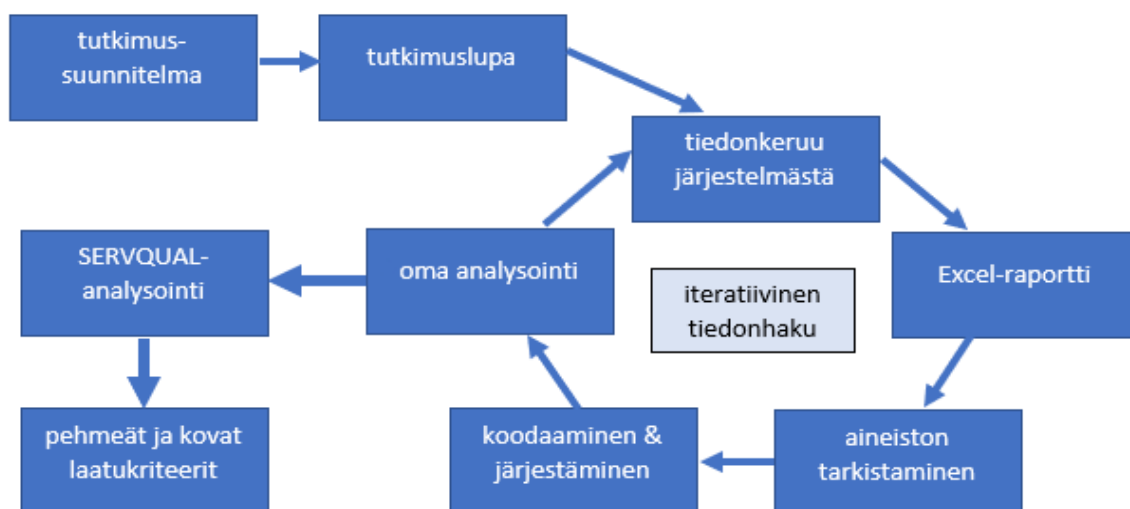 tutkimus-
suunnitelma
tutkimuslupa
tiedonkeruu
järjestelmästä
SERVQUAL-
analysointi
oma analysointi
iteratiivinen
tiedonhaku
Excel-raportti
pehmeät ja kovat
laatukriteerit
koodaaminen &
järjestäminen
aineiston
tarkistaminen